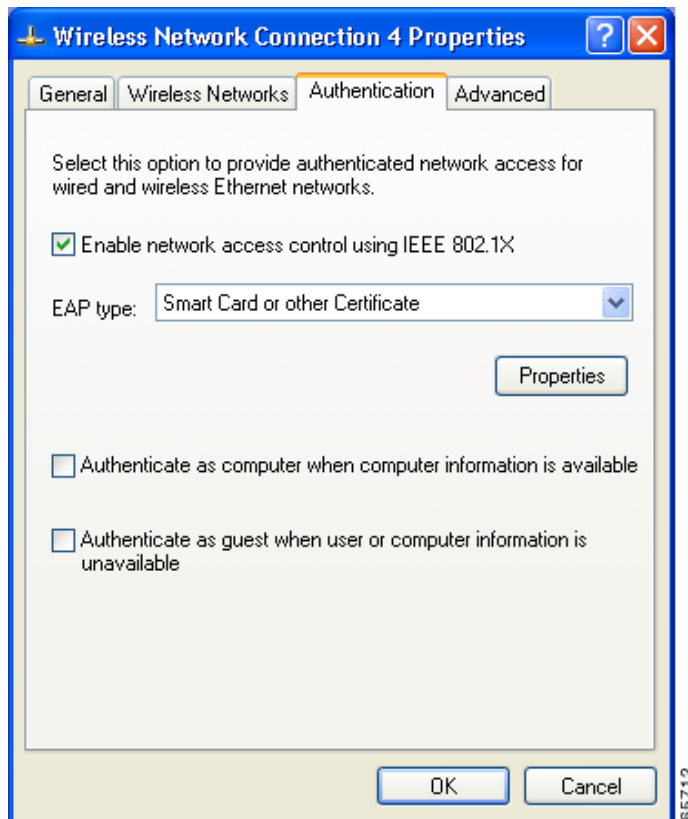 Wireless Network Connection 4 Properties
General
Wireless Networks
Authentication
Advanced
Select this option to provide authenticated network access for
wired and wireless Ethernet networks.
Enable network access control using IEEE 802.1X
EAP type:
Smart Card or other Certificate
Properties
Authenticate as computer when computer information is available
Authenticate as guest when user or computer information is
unavailable
OK
Cancel